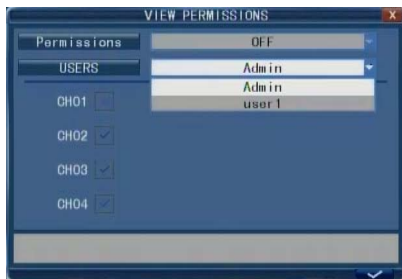 VIEW PERMISSIONS
X
Permissions OFF
USERS Admin
Admin
user1
CH01
CH02
CH03
CH04